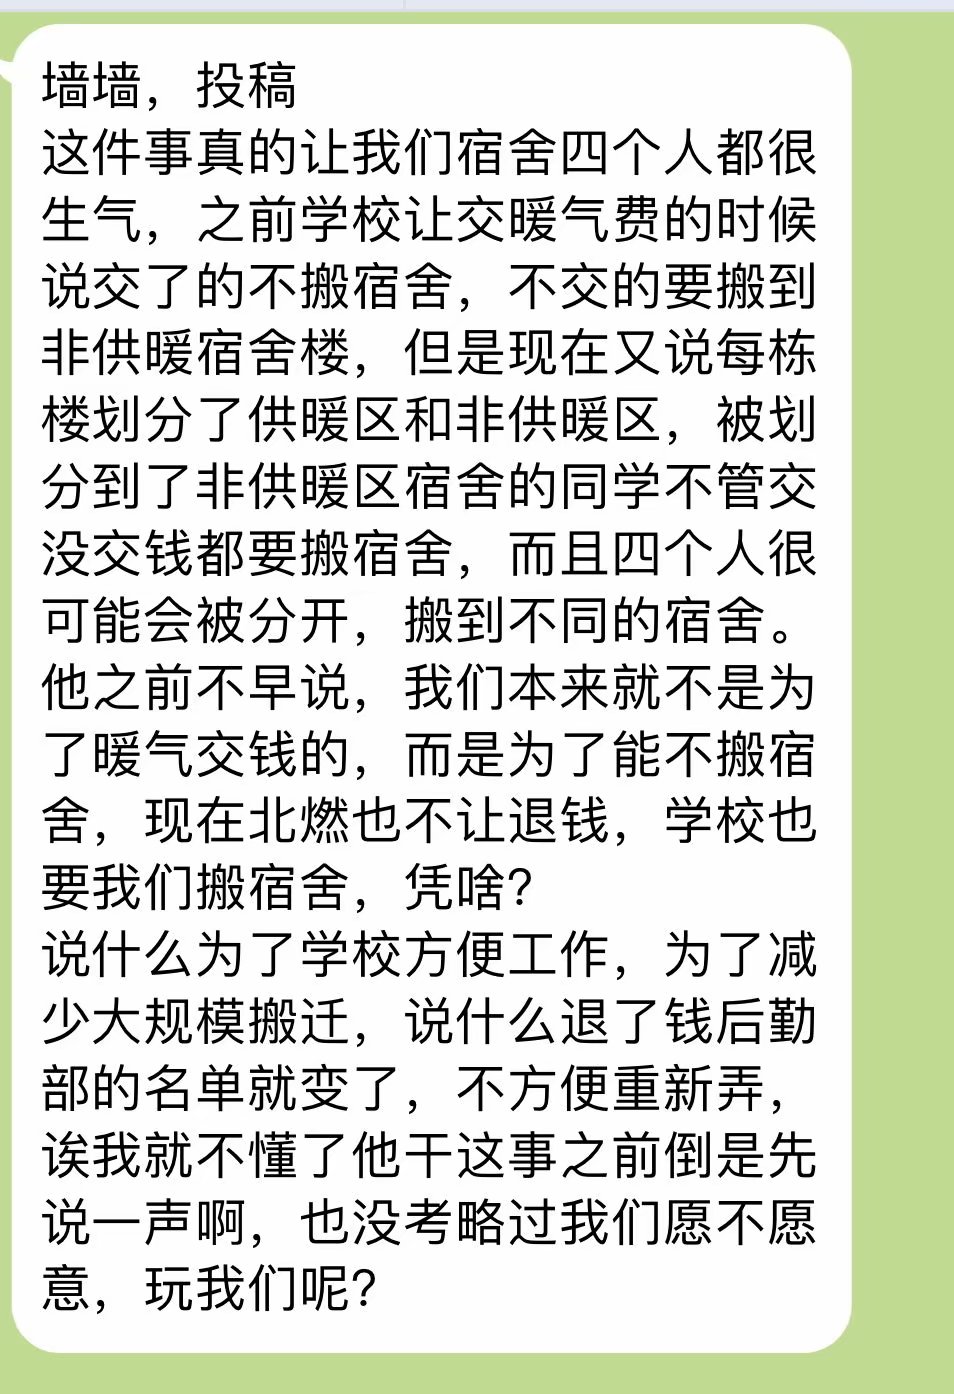 墙墙，投稿
这件事真的让我们宿舍四个人都很
生气，之前学校让交暖气费的时候
说交了的不搬宿舍，不交的要搬到
非供暖宿舍楼，但是现在又说每栋
楼划分了供暖区和非供暖区，被划
分到了非供暖区宿舍的同学不管交
没交钱都要搬宿舍，而且四个人很
可能会被分开，搬到不同的宿舍。
他之前不早说，我们本来就不是为
了暖气交钱的，而是为了能不搬宿
舍，现在北燃也不让退钱，学校也
要我们搬宿舍，凭啥？
说什么为了学校方便工作，为了减
少大规模搬迁，说什么退了钱后勤
部的名单就变了，不方便重新弄，
诶我就不懂了他干这事之前倒是先
说一声啊，也没考略过我们愿不愿
意，玩我们呢？